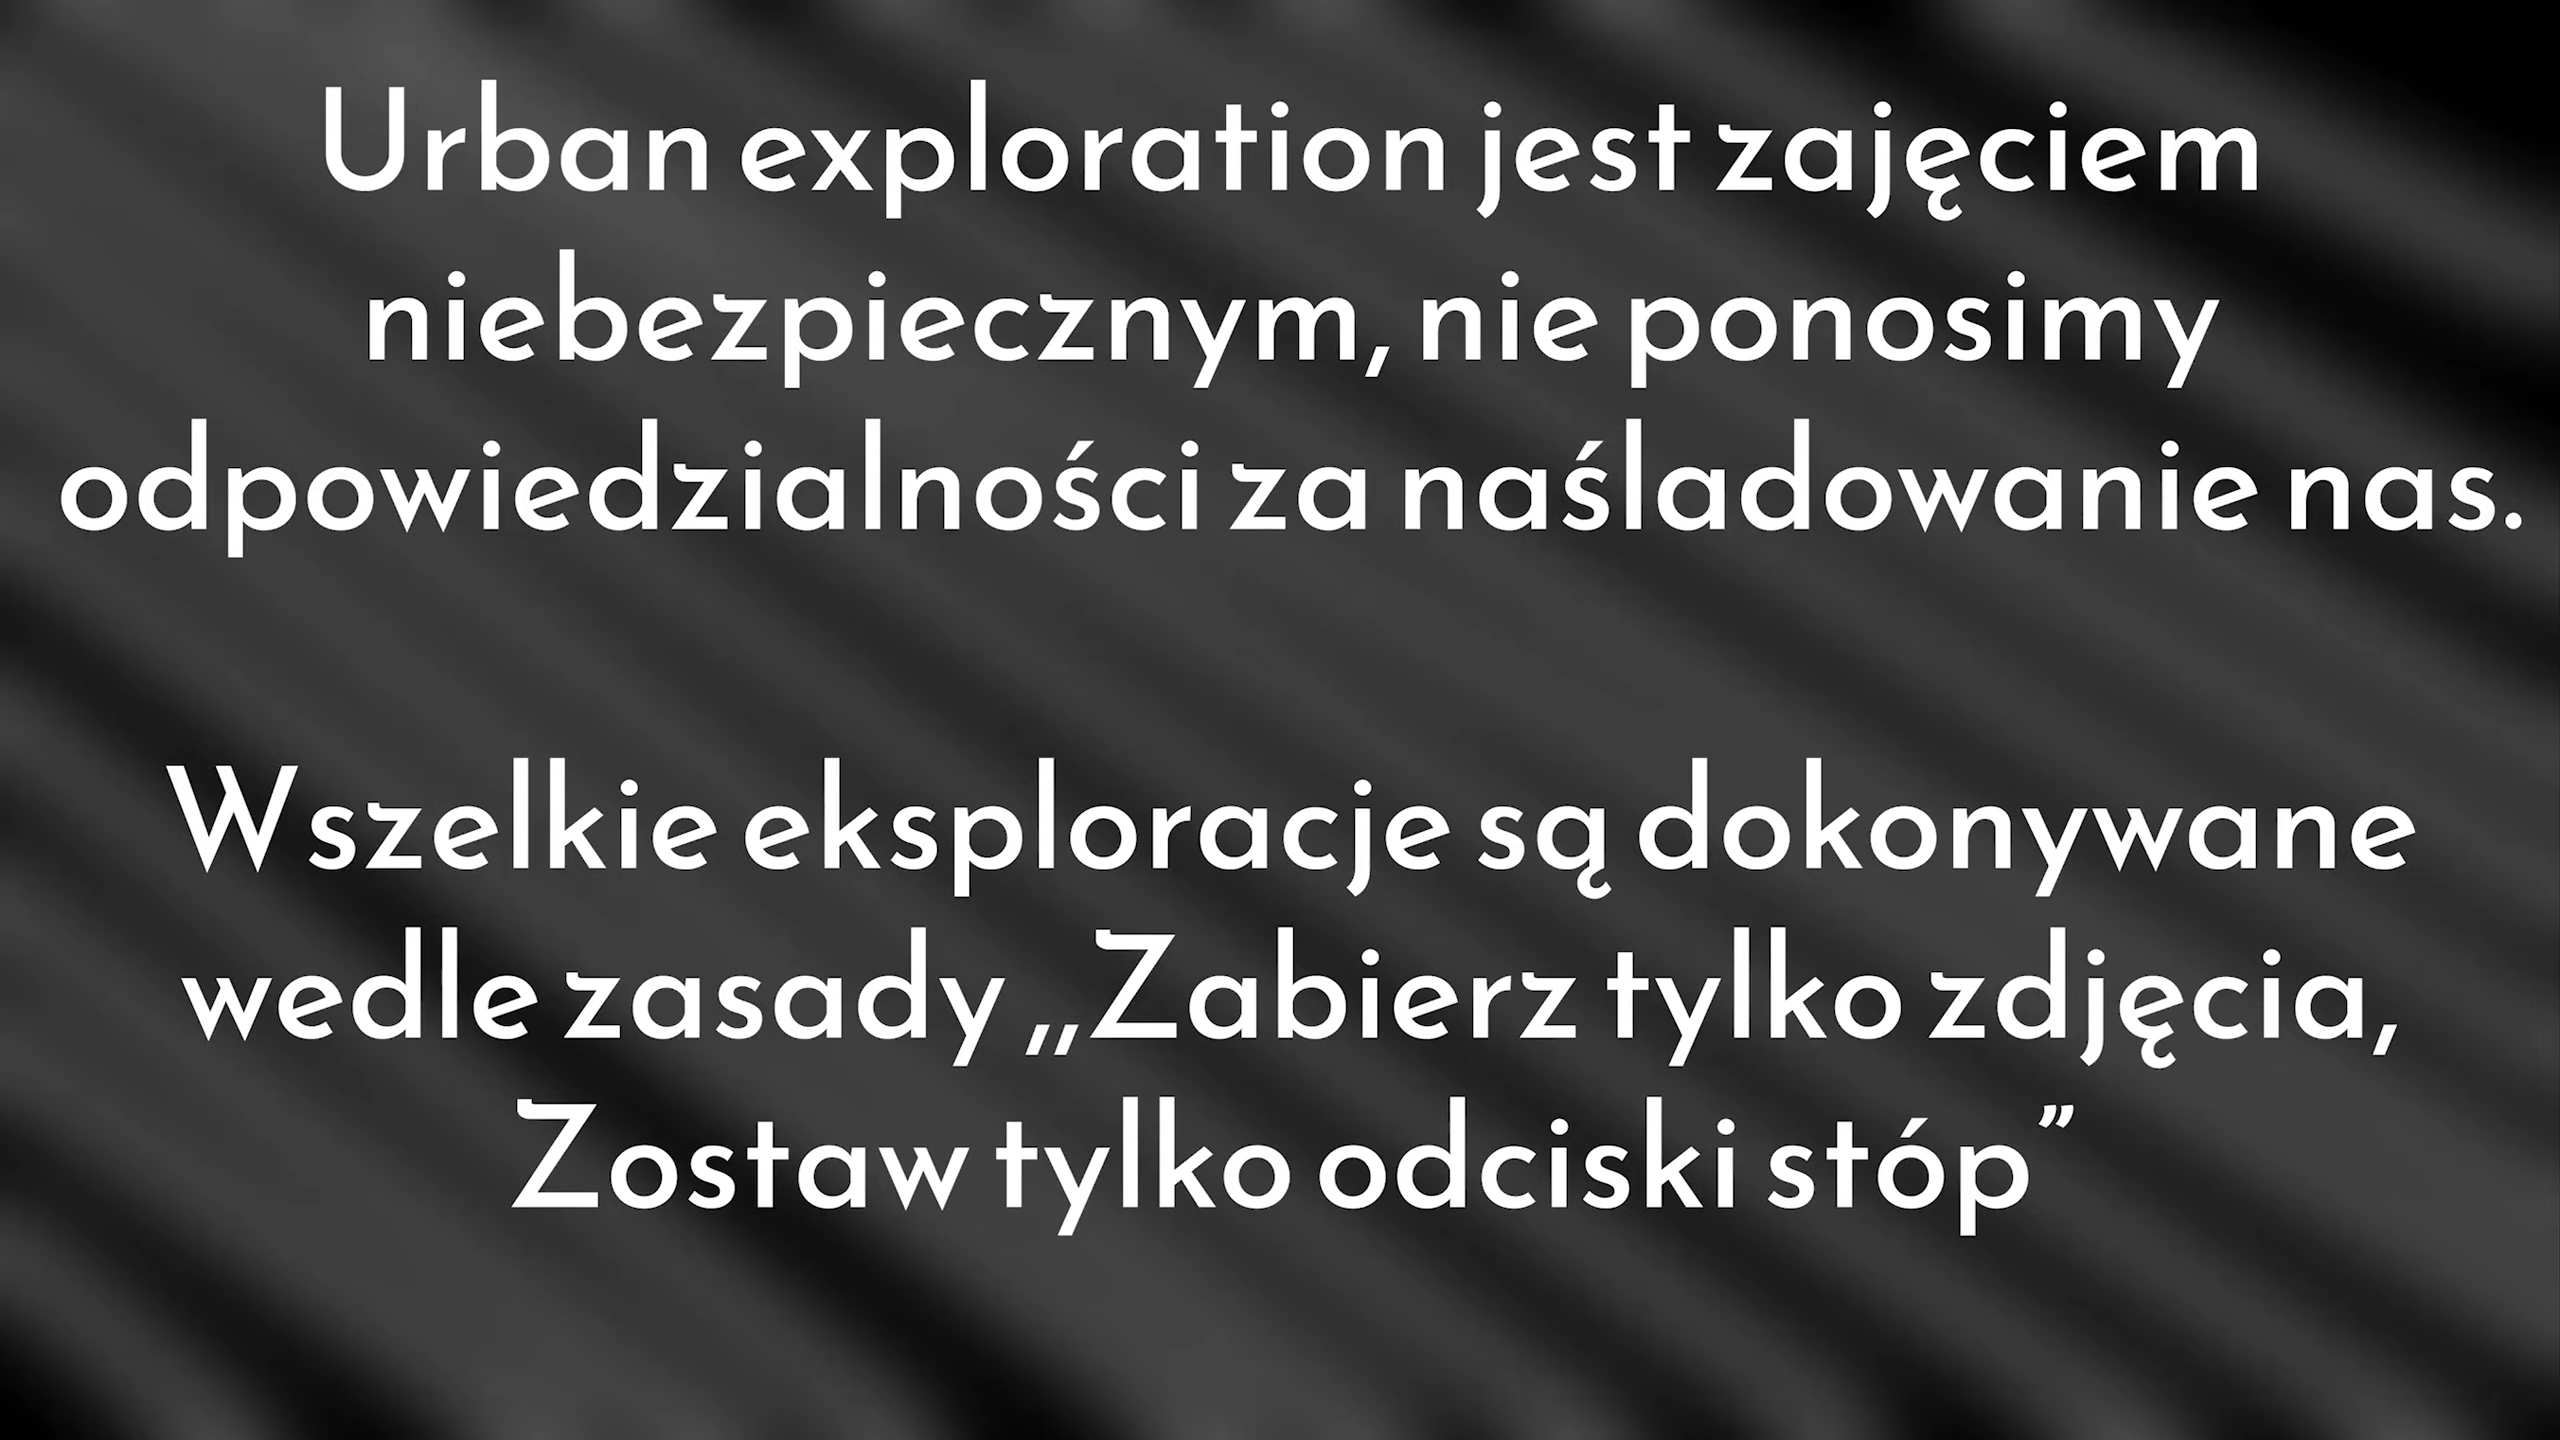 Urban exploration jest zajęciem
niebezpiecznym, nie ponosimy
odpowiedzialności za naśladowanie nas.
Wszelkie eksploracje są dokonywane
wedle zasady ,,Zabierz tylko zdjęcia,
Zostaw tylko odciski stóp”